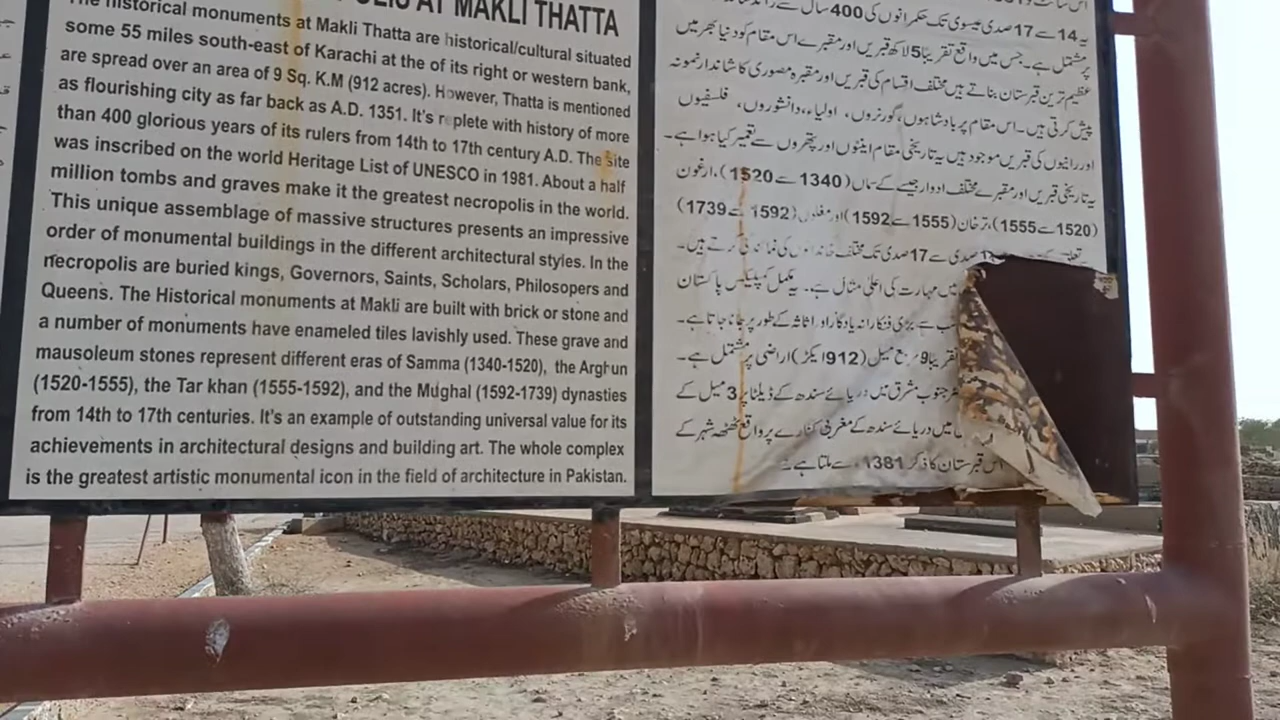 AT MAKLI THATTA
The historical monuments at Makli Thatta are historical/cultural situated
some 55 miles south-east of Karachi at the of its right or western bank,
are spread over an area of 9 Sq. K.M (912 acres). However, Thatta is mentioned
as flourishing city as far back as A.D. 1351. It's replete with history of more
than 400 glorious years of its rulers from 14th to 17th century A.D. The site
was inscribed on the world Heritage List of UNESCO in 1981. About a half
million tombs and graves make it the greatest necropolis in the world.
This unique assemblage of massive structures presents an impressive
order of monumental buildings in the different architectural styles. In the
necropolis are buried kings, Governors, Saints, Scholars, Philosopers and
Queens. The Historical monuments at Makli are built with brick or stone and
a number of monuments have enameled tiles lavishly used. These grave and
mausoleum stones represent different eras of Samma (1340-1520), the Arghun
(1520-1555), the Tar khan (1555-1592), and the Mughal (1592-1739) dynasties
from 14th to 17th centuries. It's an example of outstanding universal value for its
achievements in architectural designs and building art. The whole complex
is the greatest artistic monumental icon in the field of architecture in Pakistan.
یہ 14 سے 17 صدی عیسوی تک حکمرانوں کی 400 سال سے
پر مشتمل ہے۔ جس میں واقع تقریبا 5 لاکھ قبریں اور مقبرے اس مقام کو دنیا بھر میں
عظیم ترین قبرستان بناتے ہیں مختلف اقسام کی قبریں اور مقبرہ مصوری کا شاندار نمونہ
پیش کرتی ہیں۔ اس مقام پر بادشاہوں، گورنروں، اولیاء، دانشوروں، فلسفیوں
اور رانیوں کی قبریں موجود ہیں یہ تاریخی مقام اینٹوں اور پتھروں سے تعمیر کیا ہوا ہے۔
یہ تاریخی قبریں اور مقبرے مختلف ادوار جیسے کے سماں (1340 سے 1520)، ارغون
(1520 سے 1555)، ترخان (1555 سے 1592) اور مغلوں (1592 سے 1739)
صدی سے 17 صدی تک مختلف خاندانوں کی نمائندگی کرتے ہیں۔
میں مہارت کی اعلیٰ مثال ہے۔ یہ مکمل کمپلیکس پاکستان
سے بڑی فنکارانہ یادگار اور اثاثہ کے طور پر جانا جاتا ہے۔
تقریبا 9 مربع میل (912 ایکڑ) اراضی پر مشتمل ہے۔
جنوب مشرق میں دریائے سندھ کے ڈیلٹا پر 3 میل کے
میں دریائے سندھ کے مغربی کنارے پر واقع ٹھٹھہ شہر کے
اس قبرستان کا ذکر 1381 سے ملتا ہے۔